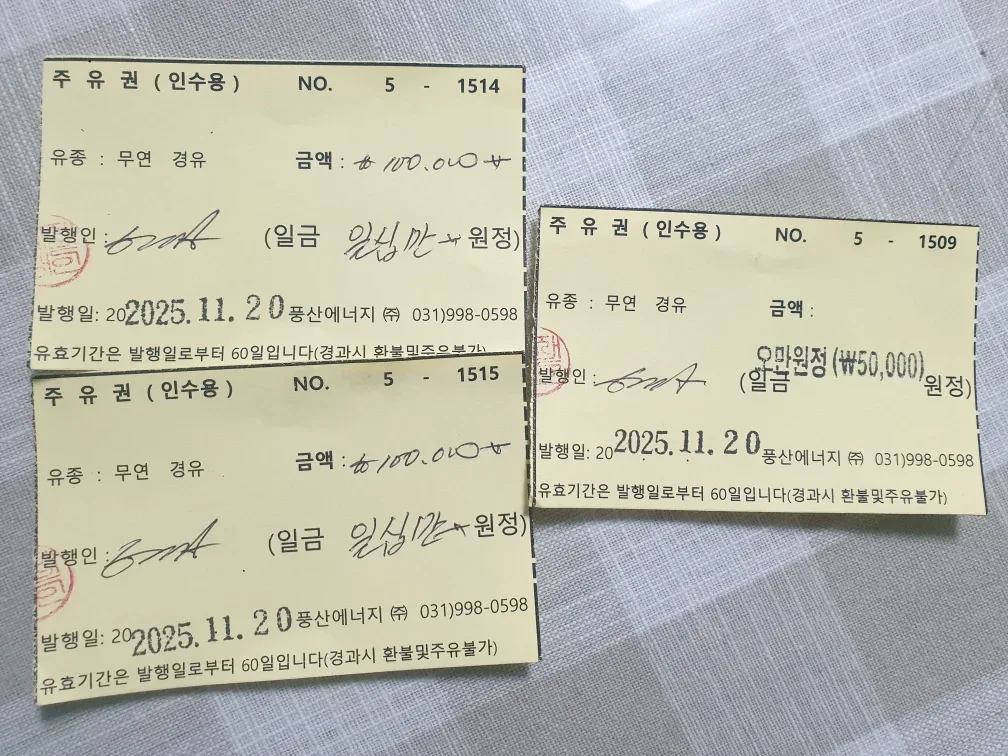 주 유 권 ( 인수용 ) NO. 5 - 1514
유종 : 무연 경유 금액 : ₩ 100,000
발행인 : (일금 일십만 원정)
발행일: 20 2025. 11. 20 풍산에너지 ㈜ 031)998-0598
유효기간은 발행일로부터 60일입니다(경과시 환불및주유불가)
주 유 권 ( 인수용 ) NO. 5 - 1515
유종 : 무연 경유 금액 : ₩ 100,000
발행인 : (일금 일십만 원정)
발행일: 20 2025. 11. 20 풍산에너지 ㈜ 031)998-0598
유효기간은 발행일로부터 60일입니다(경과시 환불및주유불가)
주 유 권 ( 인수용 ) NO. 5 - 1509
유종 : 무연 경유 금액 :
오만원정 (₩50,000)
발행인 : (일금 원정)
발행일: 20 2025. 11. 20 풍산에너지 ㈜ 031)998-0598
유효기간은 발행일로부터 60일입니다(경과시 환불및주유불가)